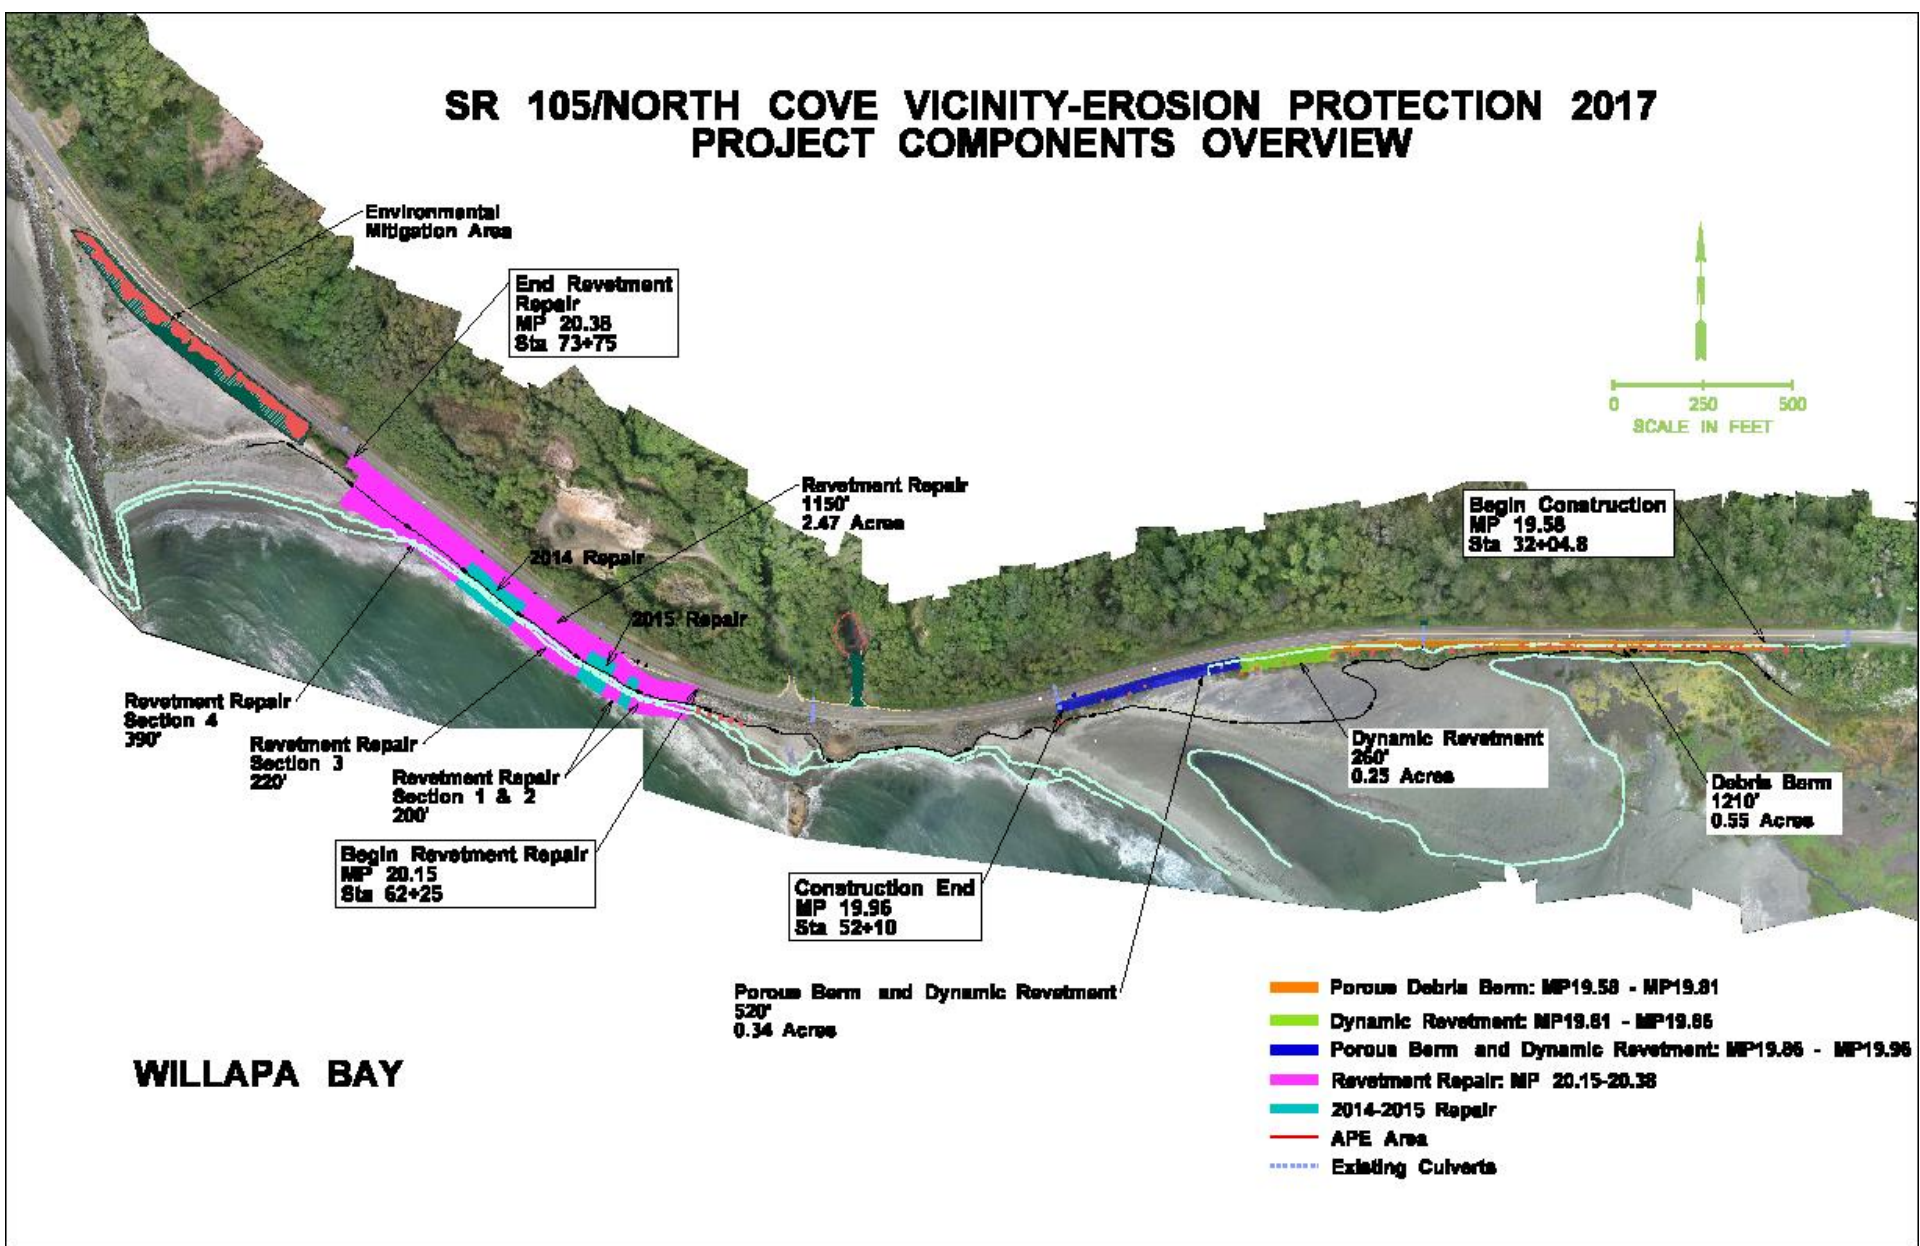 SR 105/NORTH COVE VICINITY-EROSION PROTECTION 2017
PROJECT COMPONENTS OVERVIEW
Environmental
Mitigation Area
End Revetment
Repair
MP 20.38
Sta 73+75
Revetment Repair
1150'
2.47 Acres
2014 Repair
2015 Repair
0 250 500
SCALE IN FEET
Begin Construction
MP 19.58
Sta 32+04.8
Revetment Repair
Section 4
390'
Revetment Repair
Section 3
220'
Revetment Repair
Section 1 & 2
200'
Begin Revetment Repair
MP 20.15
Sta 62+25
Construction End
MP 19.96
Sta 52+10
Dynamic Revetment
260'
0.23 Acres
Debris Berm
1210'
0.55 Acres
Porous Berm and Dynamic Revetment
520'
0.34 Acres
WILLAPA BAY
Porous Debris Berm: MP19.58 - MP19.81
Dynamic Revetment: MP19.81 - MP19.86
Porous Berm and Dynamic Revetment: MP19.86 - MP19.96
Revetment Repair: MP 20.15-20.38
2014-2015 Repair
APE Area
Existing Culverts